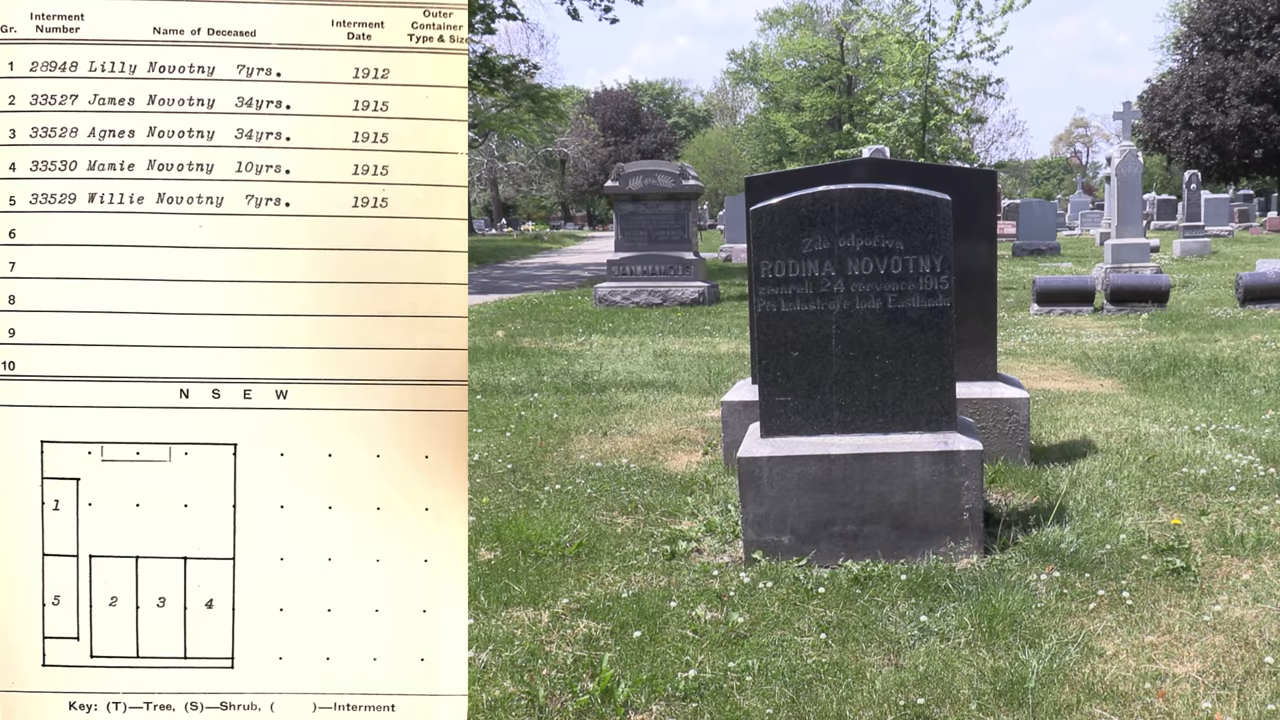 Gr. Interment Number Name of Deceased Interment Date Outer Container Type & Size
1 28948 Lilly Novotny 7yrs. 1912
2 33527 James Novotny 34yrs. 1915
3 33528 Agnes Novotny 34yrs. 1915
4 33530 Mamie Novotny 10yrs. 1915
5 33529 Willie Novotny 7yrs. 1915
6
7
8
9
10
N S E W
1
5 2 3 4
Key: (T)—Tree, (S)—Shrub, ( )—Interment
Zde odpočívá
RODINA NOVOTNY
zemřeli 24 července 1915
Při katastrofe lodě Eastlandu